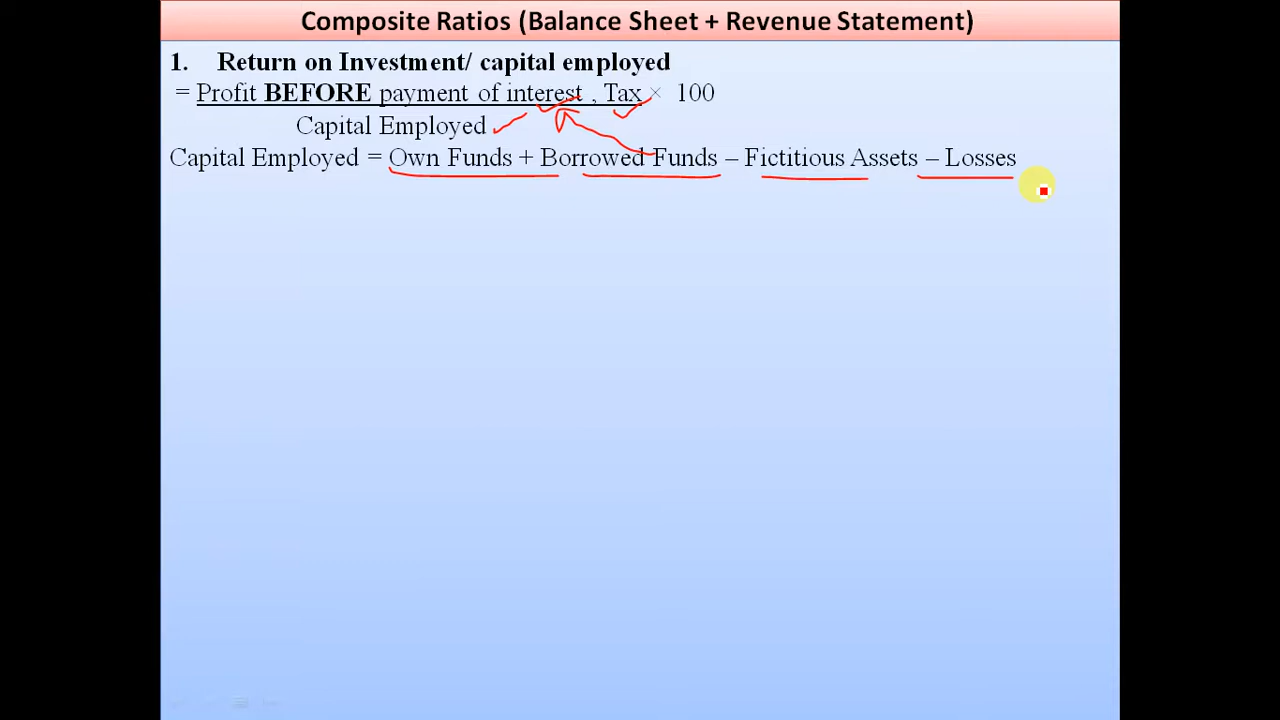 Composite Ratios (Balance Sheet + Revenue Statement)
1. Return on Investment/ capital employed
= Profit BEFORE payment of interest , Tax × 100
Capital Employed
Capital Employed = Own Funds + Borrowed Funds – Fictitious Assets – Losses